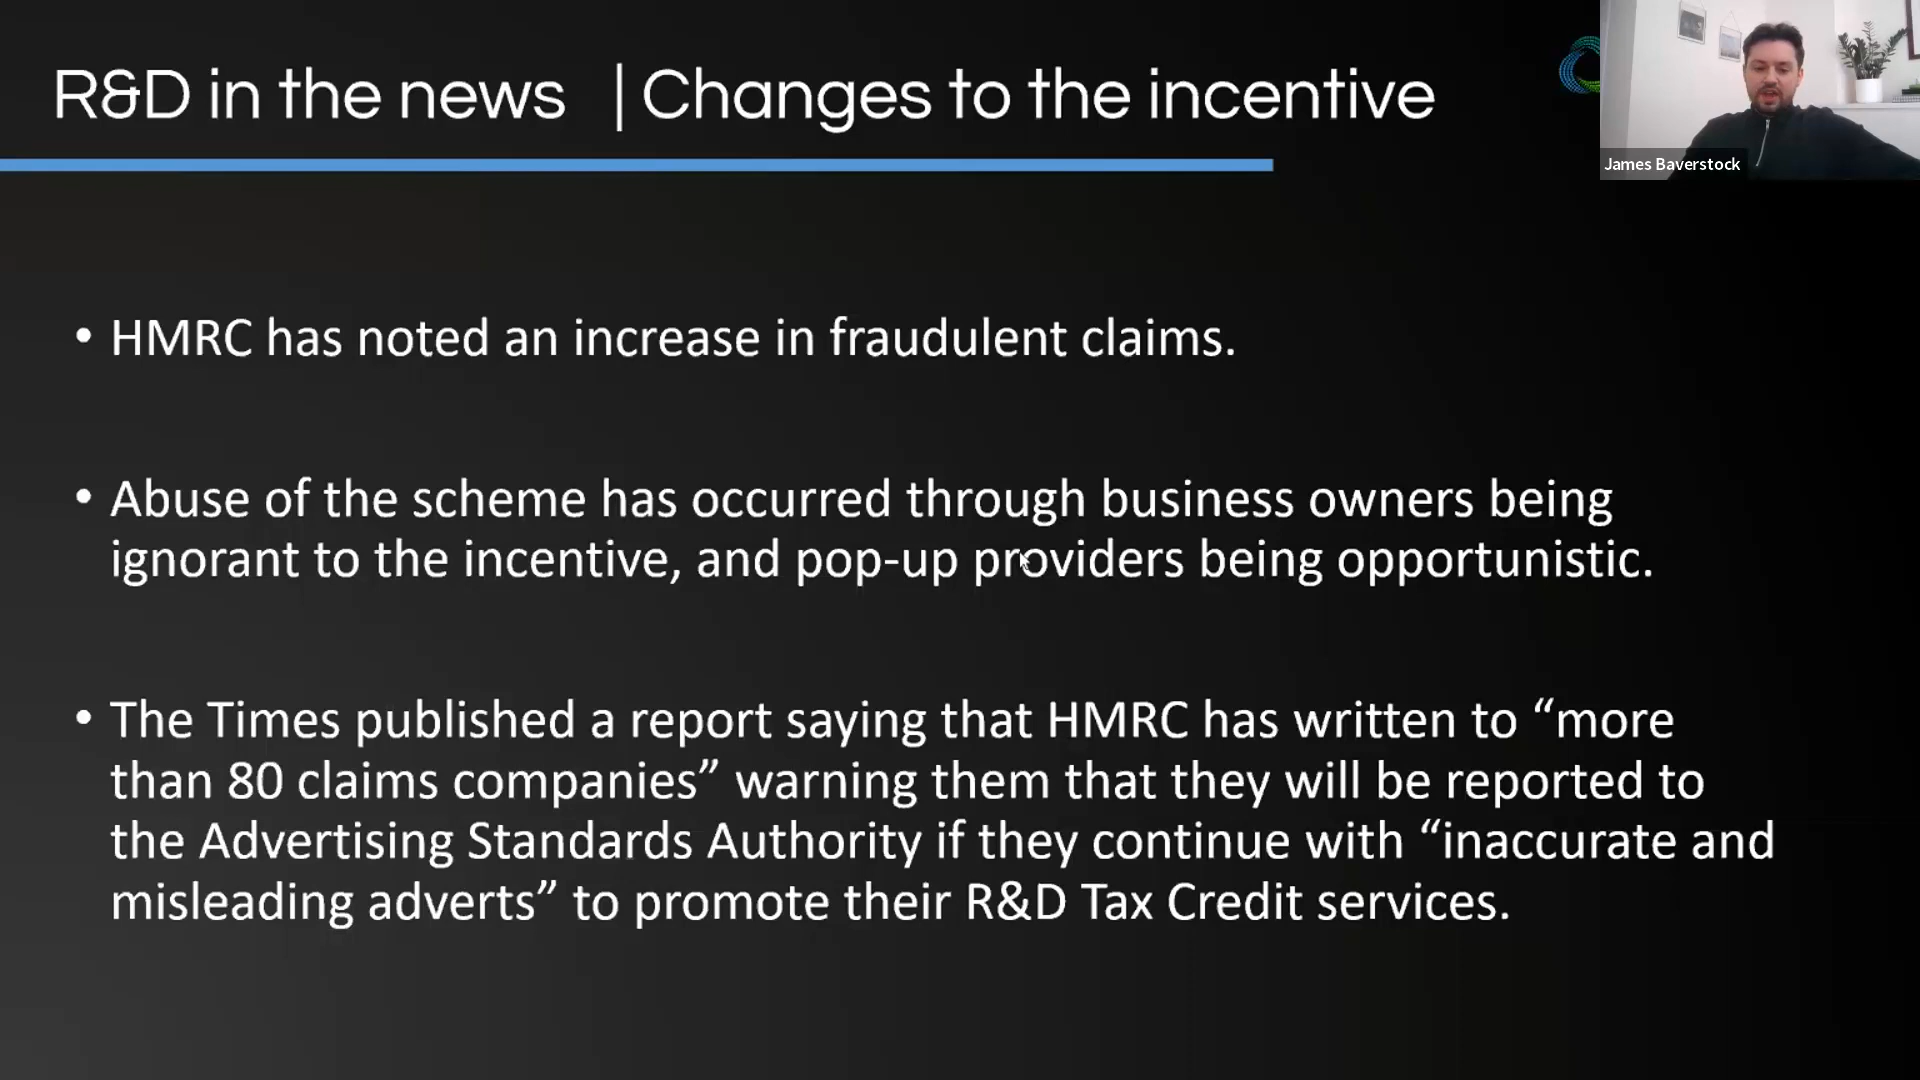 R&D in the news | Changes to the incentive
James Baverstock
• HMRC has noted an increase in fraudulent claims.
• Abuse of the scheme has occurred through business owners being
ignorant to the incentive, and pop-up providers being opportunistic.
• The Times published a report saying that HMRC has written to “more
than 80 claims companies” warning them that they will be reported to
the Advertising Standards Authority if they continue with “inaccurate and
misleading adverts” to promote their R&D Tax Credit services.